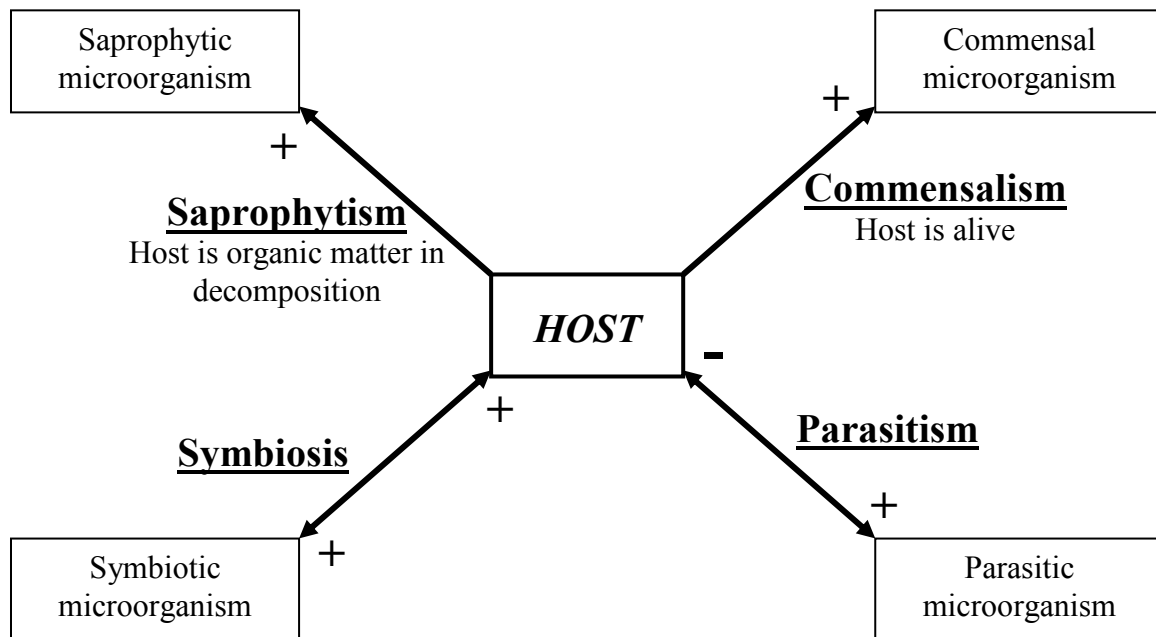 Saprophytic
microorganism
Commensal
microorganism
+
+
Saprophytism
Host is organic matter in
decomposition
Commensalism
Host is alive
HOST
-
+
Symbiosis
Parasitism
+
+
Symbiotic
microorganism
Parasitic
microorganism